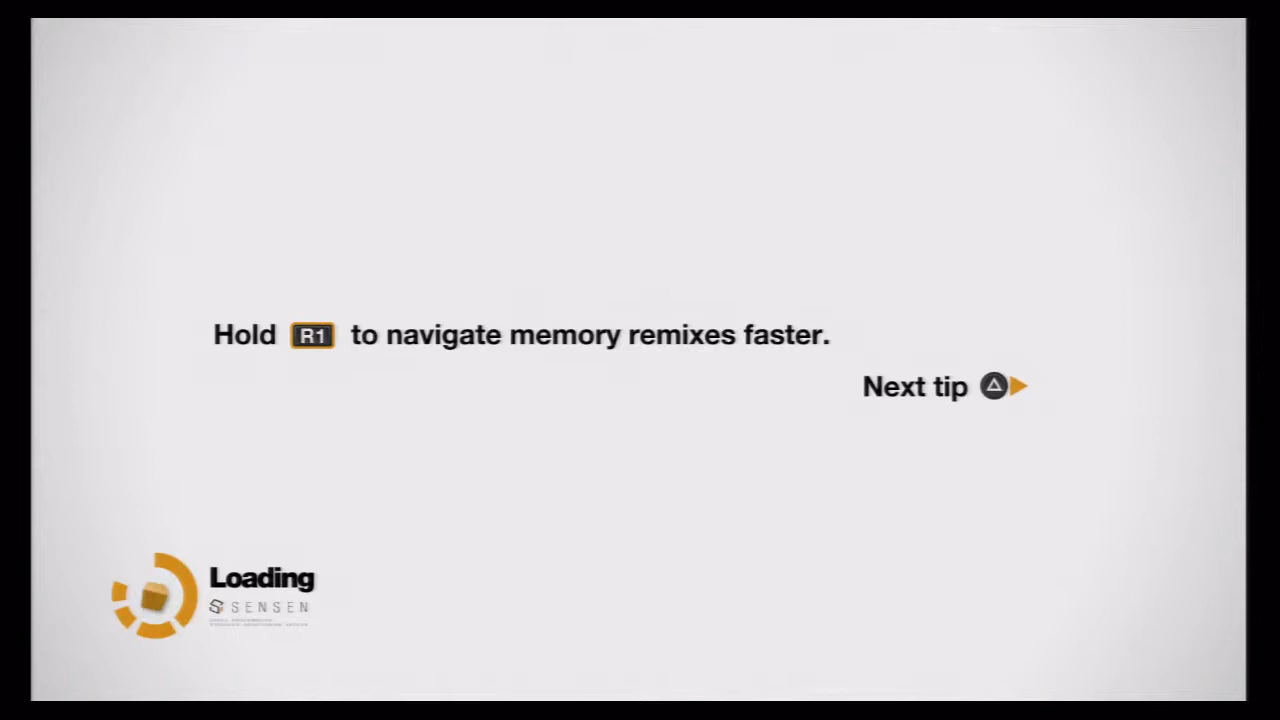 Hold R1 to navigate memory remixes faster.
Next tip
Loading
SENSEN